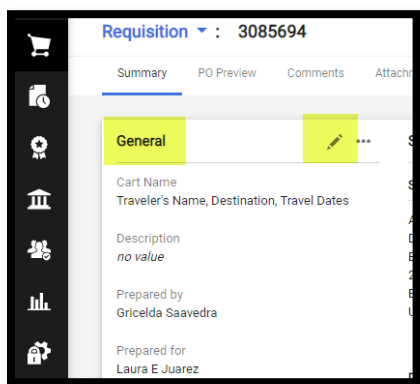 Requisition : 3085694
Summary PO Preview Comments
General
Cart Name
Traveler's Name, Destination, Travel Dates
Description
no value
Prepared by
Gricelda Saavedra
Prepared for
Laura E Juarez